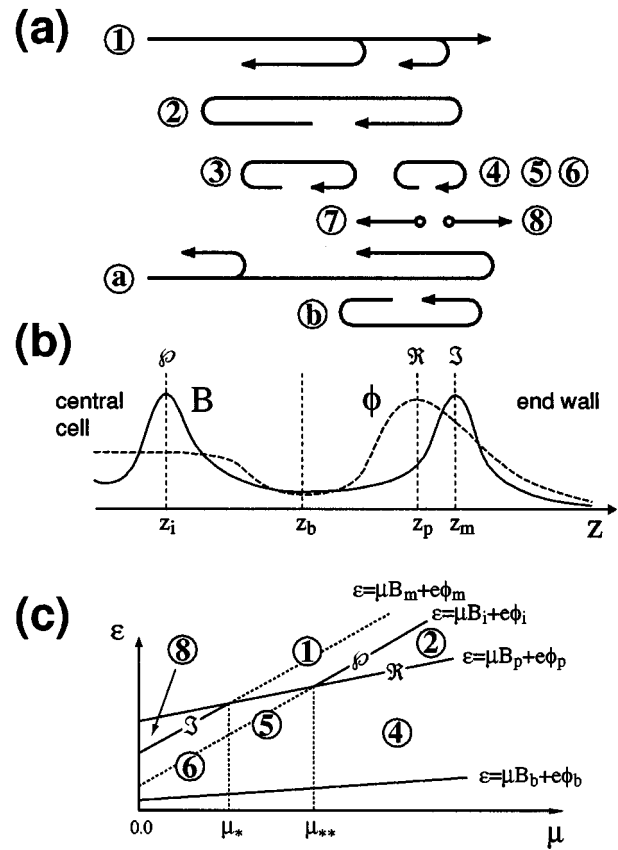 (a)
①
②
③ ④ ⑤ ⑥
⑦ ⑧
ⓐ
ⓑ
(b)
℘ ℜ ℑ
central cell
B
ϕ
end wall
z_i z_b z_p z_m Z
(c)
ε
ε=μB_m+eϕ_m
ε=μB_i+eϕ_i
ε=μB_p+eϕ_p
ε=μB_b+eϕ_b
⑧ ① ℘ ②
ℜ
ℑ ⑤ ④
⑥
0.0 μ_* μ_** μ